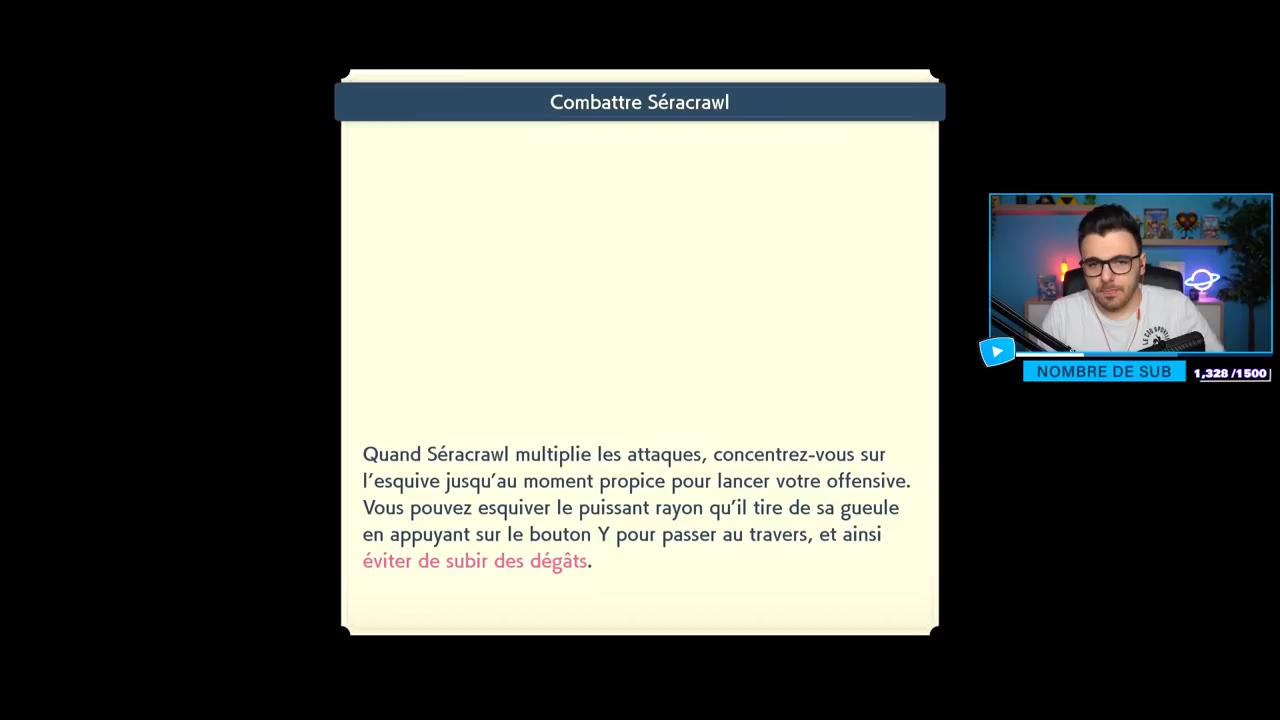 Combattre Séracrawl
Quand Séracrawl multiplie les attaques, concentrez-vous sur
l'esquive jusqu'au moment propice pour lancer votre offensive.
Vous pouvez esquiver le puissant rayon qu'il tire de sa gueule
en appuyant sur le bouton Y pour passer au travers, et ainsi
éviter de subir des dégâts.
NOMBRE DE SUB
1,328 /1500